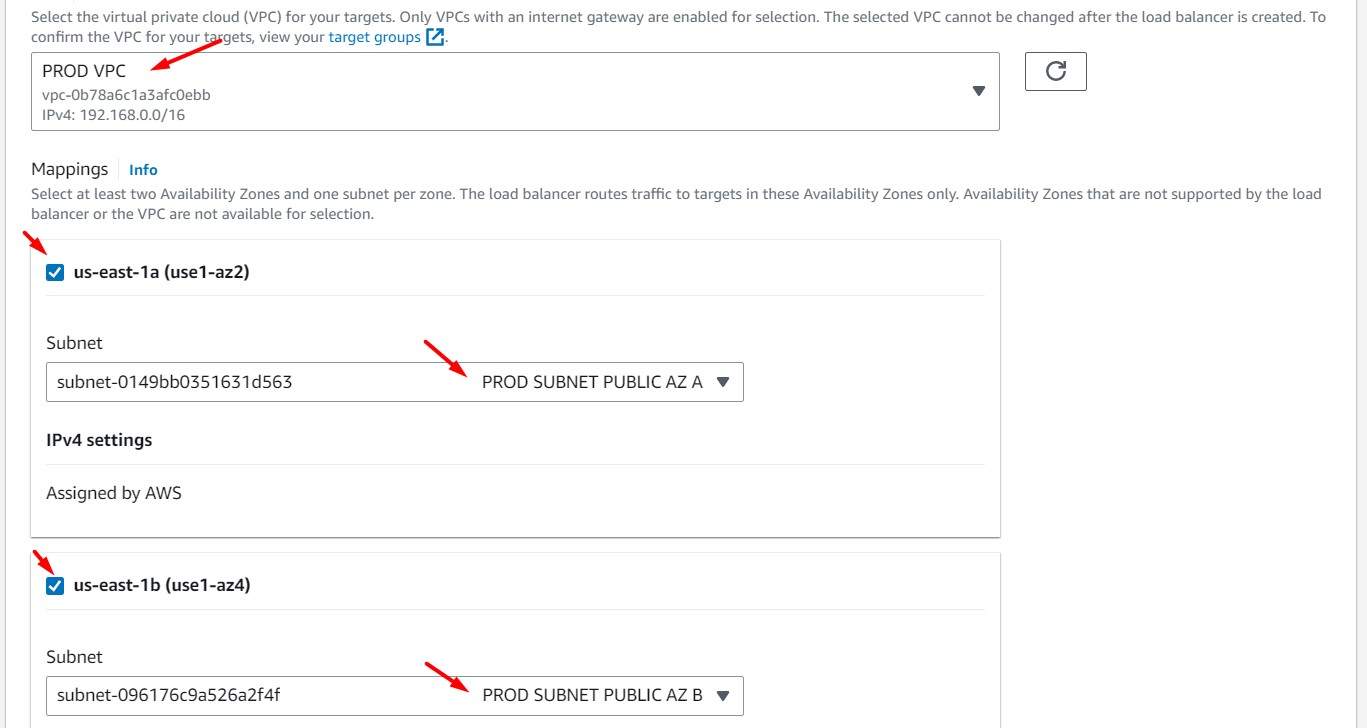 Select the virtual private cloud (VPC) for your targets. Only VPCs with an internet gateway are enabled for selection. The selected VPC cannot be changed after the load balancer is created. To
confirm the VPC for your targets, view your target groups.
PROD VPC
vpc-0b78a6c1a3afc0ebb
IPv4: 192.168.0.0/16
Mappings Info
Select at least two Availability Zones and one subnet per zone. The load balancer routes traffic to targets in these Availability Zones only. Availability Zones that are not supported by the load
balancer or the VPC are not available for selection.
us-east-1a (use1-az2)
Subnet
subnet-0149bb0351631d563 PROD SUBNET PUBLIC AZ A
IPv4 settings
Assigned by AWS
us-east-1b (use1-az4)
Subnet
subnet-096176c9a526a2f4f PROD SUBNET PUBLIC AZ B